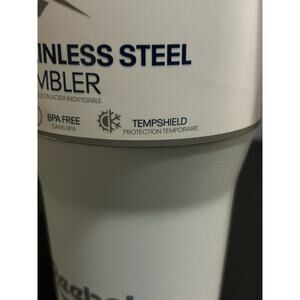 INLESS STEEL
MBLER
EN ACIER INOXYDABLE
BPA FREE
SANS BPA
TEMPSHIELD
PROTECTION TEMPORAIRE